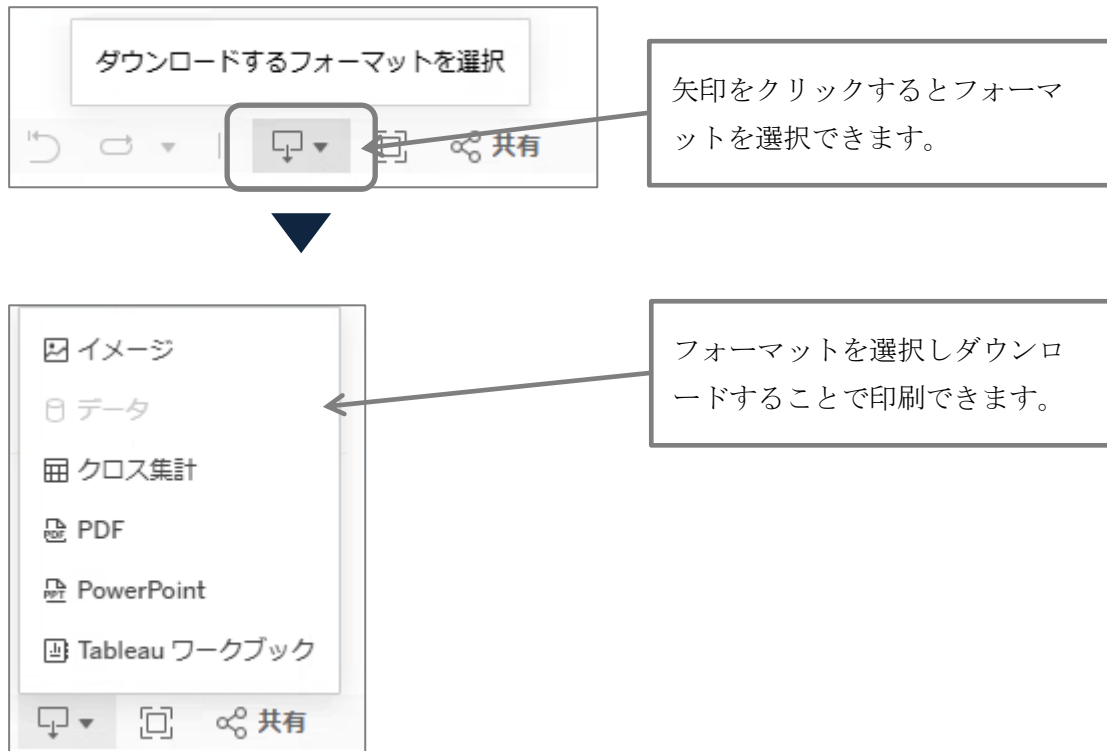 ダウンロードするフォーマットを選択
共有
矢印をクリックするとフォーマ
ットを選択できます。
イメージ
データ
クロス集計
PDF
PowerPoint
Tableau ワークブック
共有
フォーマットを選択しダウンロ
ードすることで印刷できます。